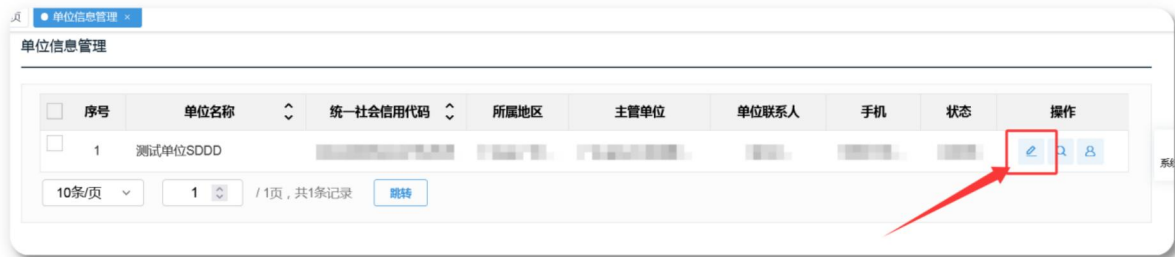 页 单位信息管理 ×
单位信息管理
序号 单位名称 统一社会信用代码 所属地区 主管单位 单位联系人 手机 状态 操作
1 测试单位SDDD
系统
10条/页 1 / 1页，共1条记录 跳转